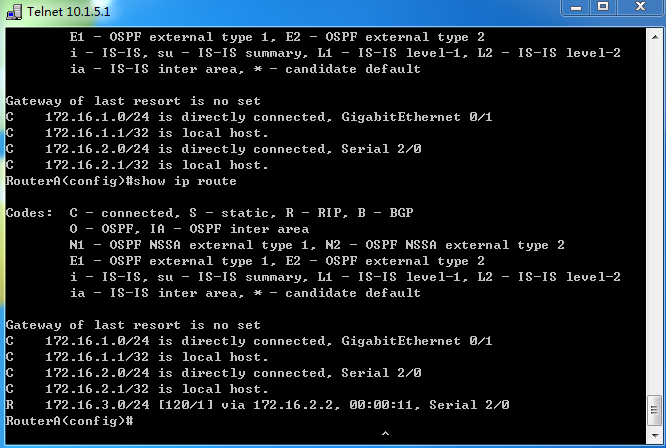 Telnet 10.1.5.1
E1 - OSPF external type 1, E2 - OSPF external type 2
i - IS-IS, su - IS-IS summary, L1 - IS-IS level-1, L2 - IS-IS level-2
ia - IS-IS inter area, * - candidate default
Gateway of last resort is no set
C    172.16.1.0/24 is directly connected, GigabitEthernet 0/1
C    172.16.1.1/32 is local host.
C    172.16.2.0/24 is directly connected, Serial 2/0
C    172.16.2.1/32 is local host.
RouterA(config)#show ip route
Codes:  C - connected, S - static, R - RIP, B - BGP
O - OSPF, IA - OSPF inter area
N1 - OSPF NSSA external type 1, N2 - OSPF NSSA external type 2
E1 - OSPF external type 1, E2 - OSPF external type 2
i - IS-IS, su - IS-IS summary, L1 - IS-IS level-1, L2 - IS-IS level-2
ia - IS-IS inter area, * - candidate default
Gateway of last resort is no set
C    172.16.1.0/24 is directly connected, GigabitEthernet 0/1
C    172.16.1.1/32 is local host.
C    172.16.2.0/24 is directly connected, Serial 2/0
C    172.16.2.1/32 is local host.
R    172.16.3.0/24 [120/1] via 172.16.2.2, 00:00:11, Serial 2/0
RouterA(config)#
^